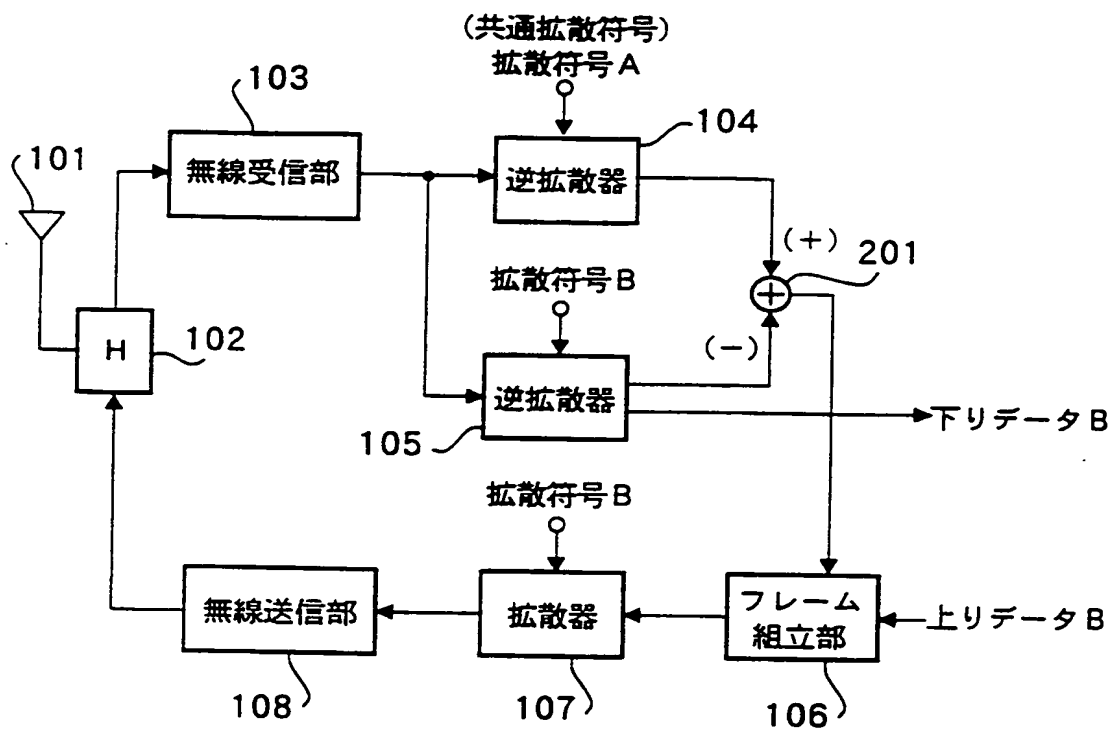 (共通拡散符号)
拡散符号A
103
無線受信部
104
逆拡散器
101
(+)
201
拡散符号B
H
102
(-)
逆拡散器
105
下りデータB
拡散符号B
無線送信部
拡散器
フレーム
組立部
上りデータB
108
107
106